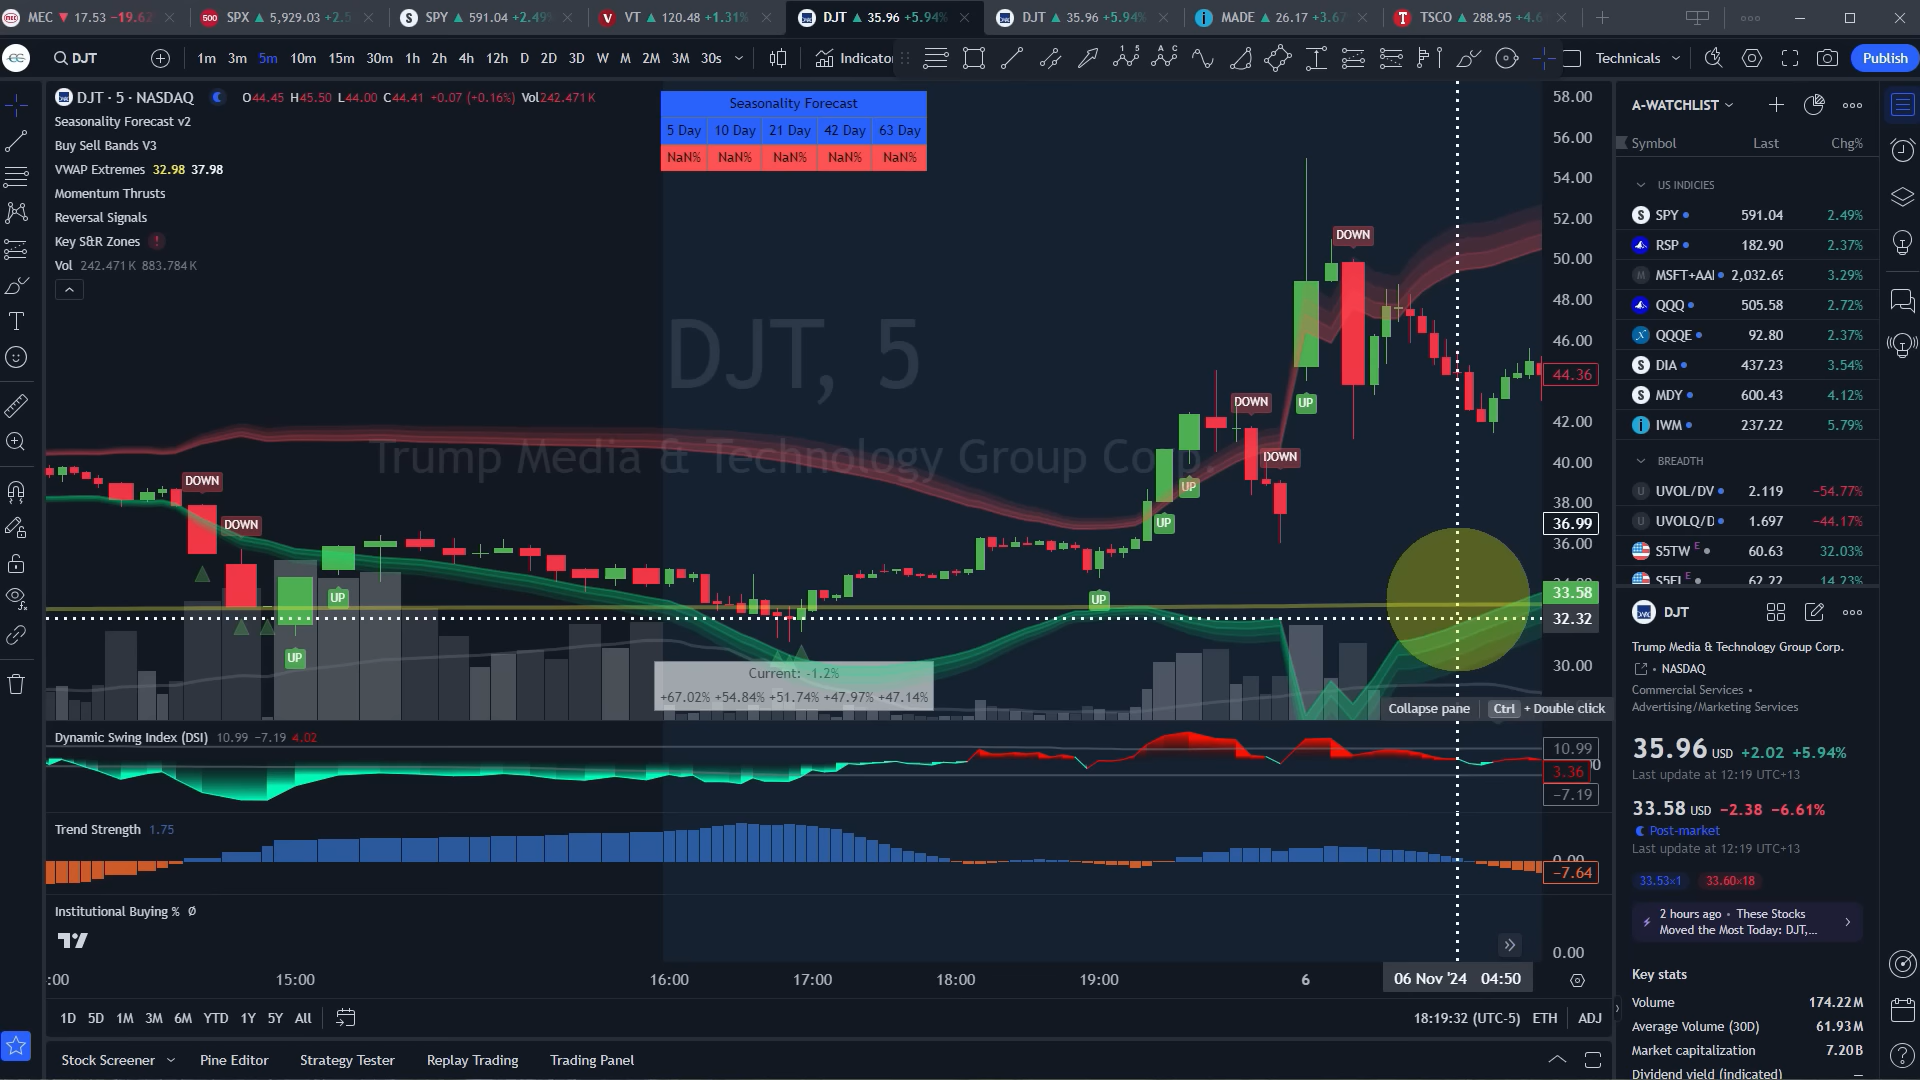 MEC ▲ 17.53 −19.62
SPX ▲ 5,929.03 +2.5
SPY ▲ 591.04 +2.49%
VT ▲ 120.48 +1.31%
DJT ▲ 35.96 +5.94%
DJT ▲ 35.96 +5.94%
MADE ▲ 26.17 +3.67
TSCO ▲ 288.95 +4.6
DJT
1m 3m 5m 10m 15m 30m 1h 2h 4h 12h D 2D 3D W M 2M 3M 30s
Indicator
Technicals
Publish
DJT · 5 · NASDAQ
O44.45 H45.50 L44.00 C44.41 +0.07 (+0.16%) Vol242.471 K
Seasonality Forecast v2
Buy Sell Bands V3
VWAP Extremes 32.98 37.98
Momentum Thrusts
Reversal Signals
Key S&R Zones !
Vol 242.471 K 883.784 K
Seasonality Forecast
5 Day 10 Day 21 Day 42 Day 63 Day
NaN% NaN% NaN% NaN% NaN%
DJT, 5
Trump Media & Technology Group Corp.
DOWN
DOWN
UP
UP
UP
UP
UP
DOWN
DOWN
UP
DOWN
58.00
56.00
54.00
52.00
50.00
48.00
46.00
44.36
42.00
40.00
38.00
36.99
36.00
33.58
32.32
30.00
Current: -1.2%
+67.02% +54.84% +51.74% +47.97% +47.14%
Collapse pane Ctrl + Double click
Dynamic Swing Index (DSI) 10.99 −7.19 4.02
10.99
3.36
−7.19
Trend Strength 1.75
0.00
−7.64
Institutional Buying % Ø
0.00
:00 15:00 16:00 17:00 18:00 19:00 6 06 Nov '24 04:50
1D 5D 1M 3M 6M YTD 1Y 5Y All
18:19:32 (UTC-5) ETH ADJ
Stock Screener Pine Editor Strategy Tester Replay Trading Trading Panel
A-WATCHLIST
Symbol Last Chg%
US INDICIES
SPY 591.04 2.49%
RSP 182.90 2.37%
MSFT+AAI 2,032.69 3.29%
QQQ 505.58 2.72%
QQQE 92.80 2.37%
DIA 437.23 3.54%
MDY 600.43 4.12%
IWM 237.22 5.79%
BREADTH
UVOL/DV 2.119 −54.77%
UVOLQ/D 1.697 −44.17%
S5TW E 60.63 32.03%
62.22 14.23%
DJT
Trump Media & Technology Group Corp.
NASDAQ
Commercial Services •
Advertising/Marketing Services
35.96 USD +2.02 +5.94%
Last update at 12:19 UTC+13
33.58 USD −2.38 −6.61%
Post-market
Last update at 12:19 UTC+13
33.53×1 33.60×18
2 hours ago • These Stocks
Moved the Most Today: DJT,...
Key stats
Volume 174.22 M
Average Volume (30D) 61.93 M
Market capitalization 7.20 B
Dividend yield (indicated) —